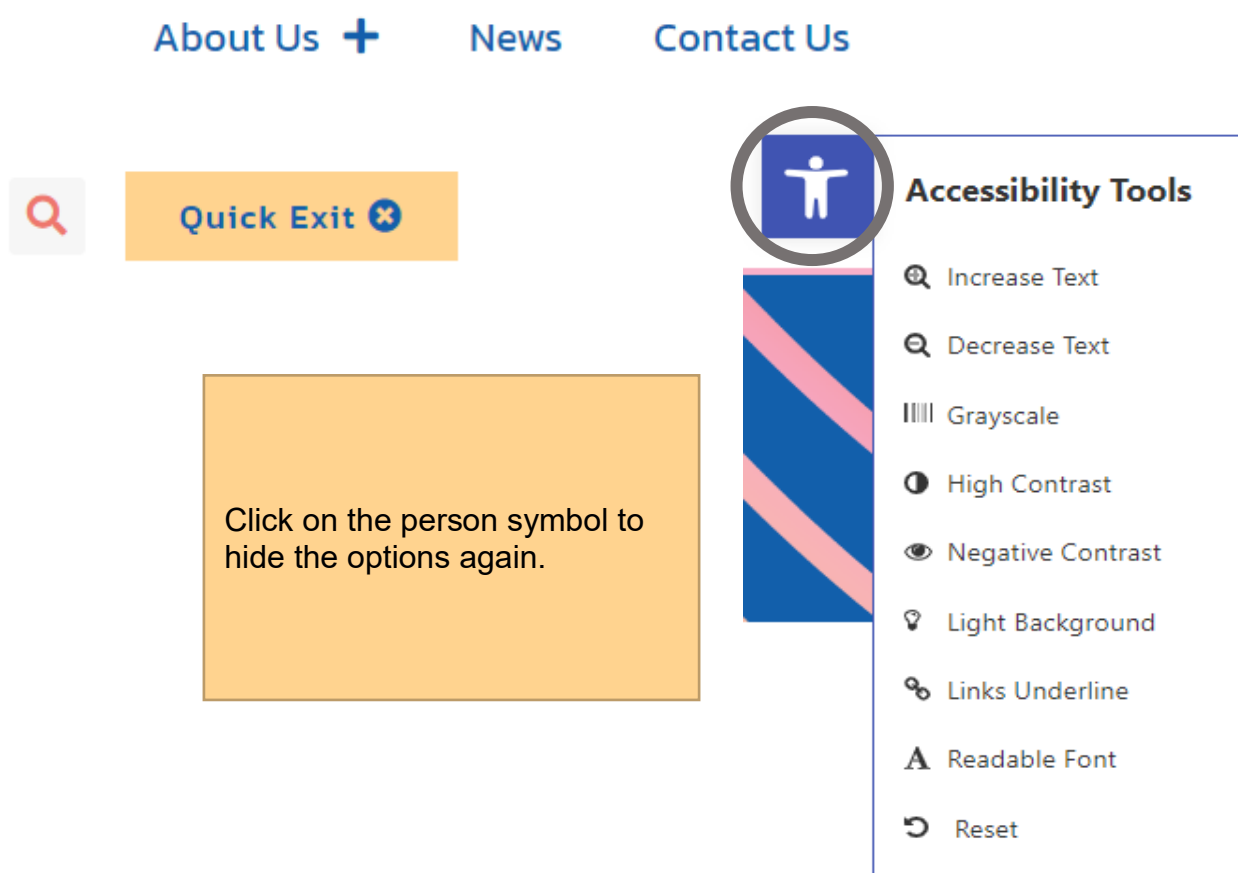 About Us
News
Contact Us
Quick Exit
Click on the person symbol to
hide the options again.
Accessibility Tools
Increase Text
Decrease Text
Grayscale
High Contrast
Negative Contrast
Light Background
Links Underline
Readable Font
Reset